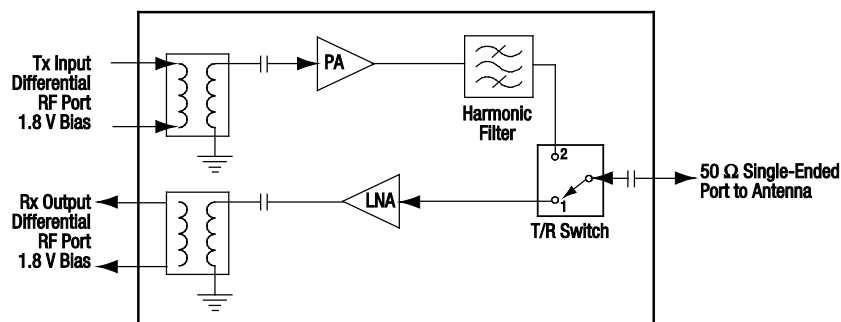 Tx Input
Differential
RF Port
1.8 V Bias
PA
Harmonic
Filter
2
50 Ω Single-Ended
Port to Antenna
1
T/R Switch
Rx Output
Differential
RF Port
1.8 V Bias
LNA